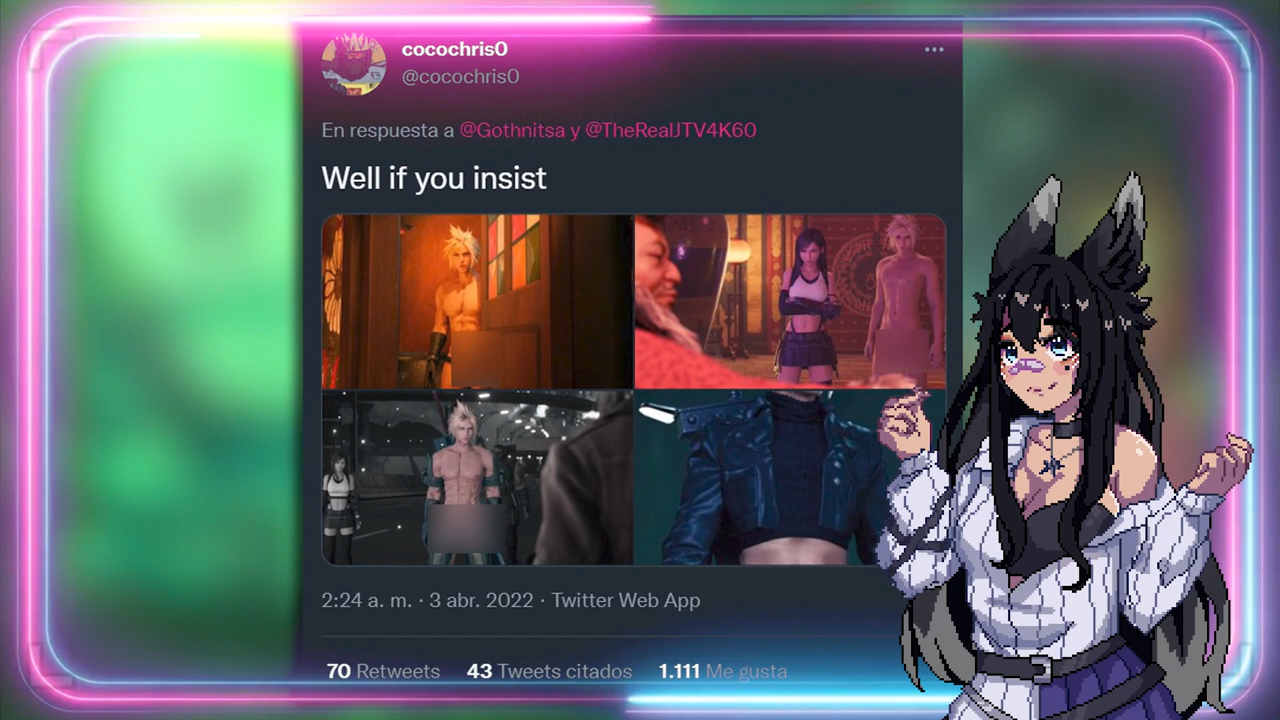 cocochris0
@cocochris0
En respuesta a @Gothnitsa y @TheRealJTV4K60
Well if you insist
2:24 a. m. · 3 abr. 2022 · Twitter Web App
70 Retweets 43 Tweets citados 1.111 Me gusta